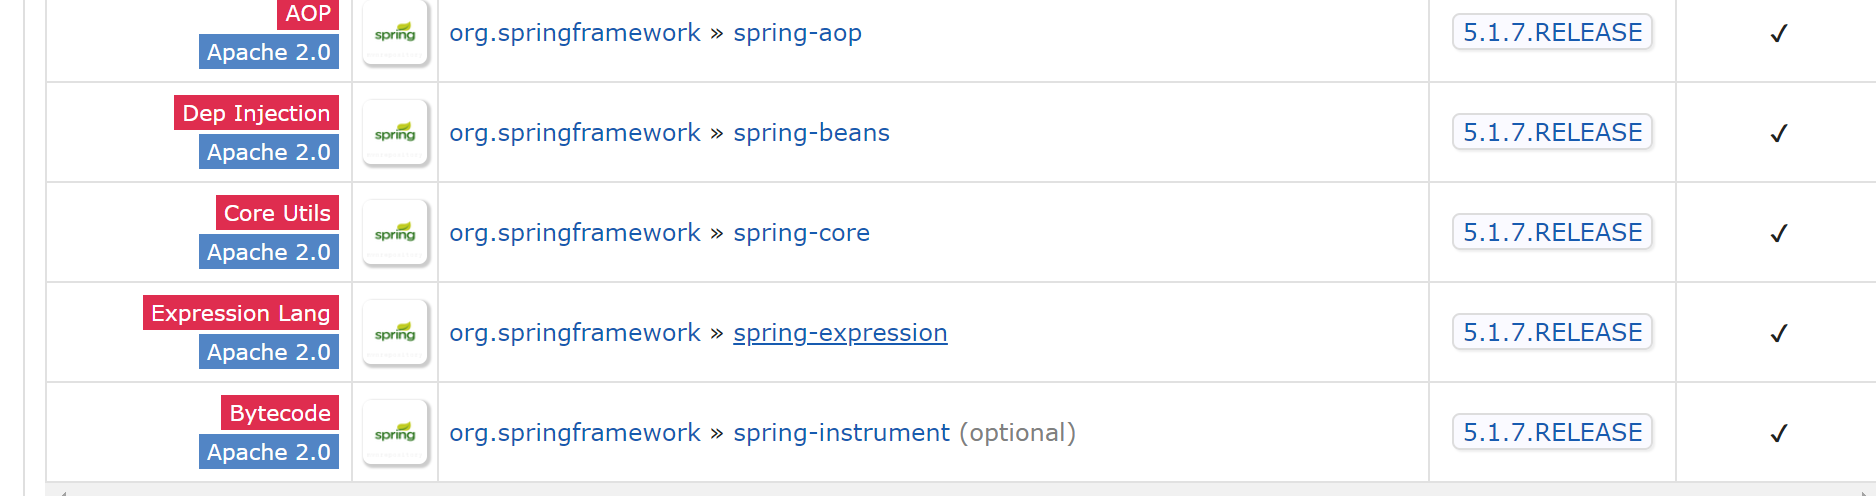 AOP
Apache 2.0
spring
org.springframework » spring-aop
5.1.7.RELEASE
✓
Dep Injection
Apache 2.0
spring
org.springframework » spring-beans
5.1.7.RELEASE
✓
Core Utils
Apache 2.0
spring
org.springframework » spring-core
5.1.7.RELEASE
✓
Expression Lang
Apache 2.0
spring
org.springframework » spring-expression
5.1.7.RELEASE
✓
Bytecode
Apache 2.0
spring
org.springframework » spring-instrument (optional)
5.1.7.RELEASE
✓